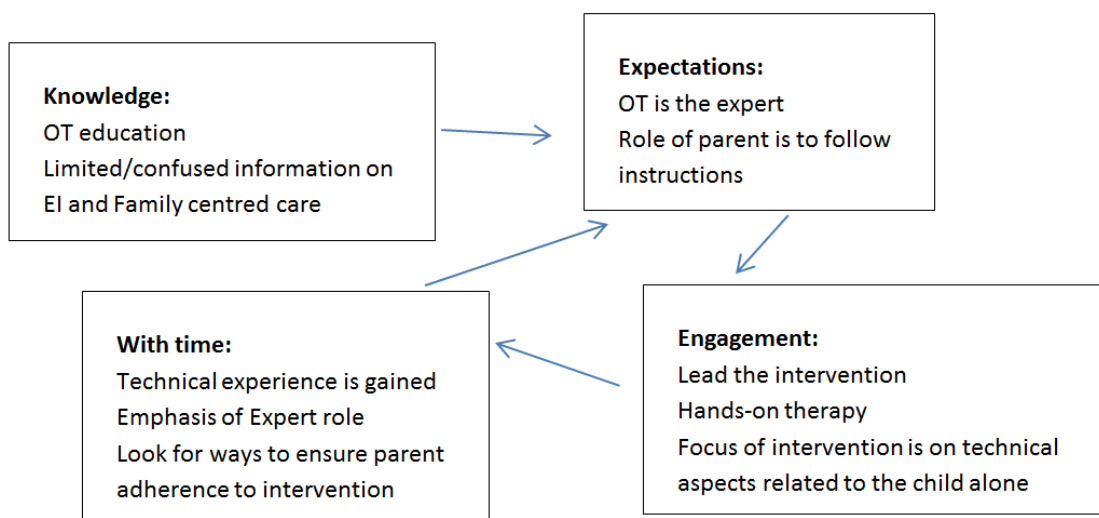 Knowledge:
OT education
Limited/confused information on
EI and Family centred care
Expectations:
OT is the expert
Role of parent is to follow
instructions
Engagement:
Lead the intervention
Hands-on therapy
Focus of intervention is on technical
aspects related to the child alone
With time:
Technical experience is gained
Emphasis of Expert role
Look for ways to ensure parent
adherence to intervention